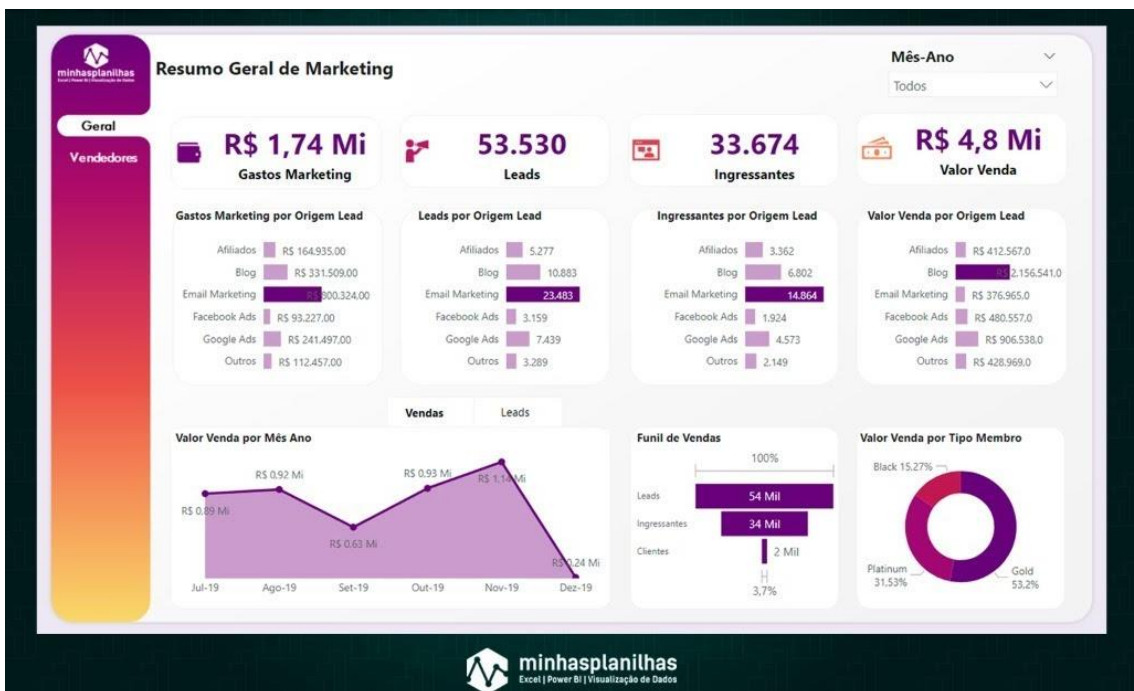 minhasplanilhas
Excel | Power BI | Visualização de Dados
Resumo Geral de Marketing
Mês-Ano
Todos
Geral
Vendedores
R$ 1,74 Mi
Gastos Marketing
53.530
Leads
33.674
Ingressantes
R$ 4,8 Mi
Valor Venda
Gastos Marketing por Origem Lead
Afiliados R$ 164.935.00
Blog R$ 331.509.00
Email Marketing R$ 800.324.00
Facebook Ads R$ 93.227.00
Google Ads R$ 241.497.00
Outros R$ 112.457.00
Leads por Origem Lead
Afiliados 5.277
Blog 10.883
Email Marketing 23.483
Facebook Ads 3.159
Google Ads 7.439
Outros 3.289
Ingressantes por Origem Lead
Afiliados 3.362
Blog 6.802
Email Marketing 14.864
Facebook Ads 1.924
Google Ads 4.573
Outros 2.149
Valor Venda por Origem Lead
Afiliados R$ 412.567.0
Blog R$ 2.156.541.0
Email Marketing R$ 376.965.0
Facebook Ads R$ 480.557.0
Google Ads R$ 906.538.0
Outros R$ 428.969.0
Vendas
Leads
Valor Venda por Mês Ano
R$ 0.89 Mi
R$ 0.92 Mi
R$ 0.63 Mi
R$ 0.93 Mi
R$ 1.14 Mi
R$ 0.24 Mi
Jul-19 Ago-19 Set-19 Out-19 Nov-19 Dez-19
Funil de Vendas
100%
Leads 54 Mil
Ingressantes 34 Mil
Clientes 2 Mil
3,7%
Valor Venda por Tipo Membro
Black 15.27%
Platinum
31,53%
Gold
53,2%
minhasplanilhas
Excel | Power BI | Visualização de Dados